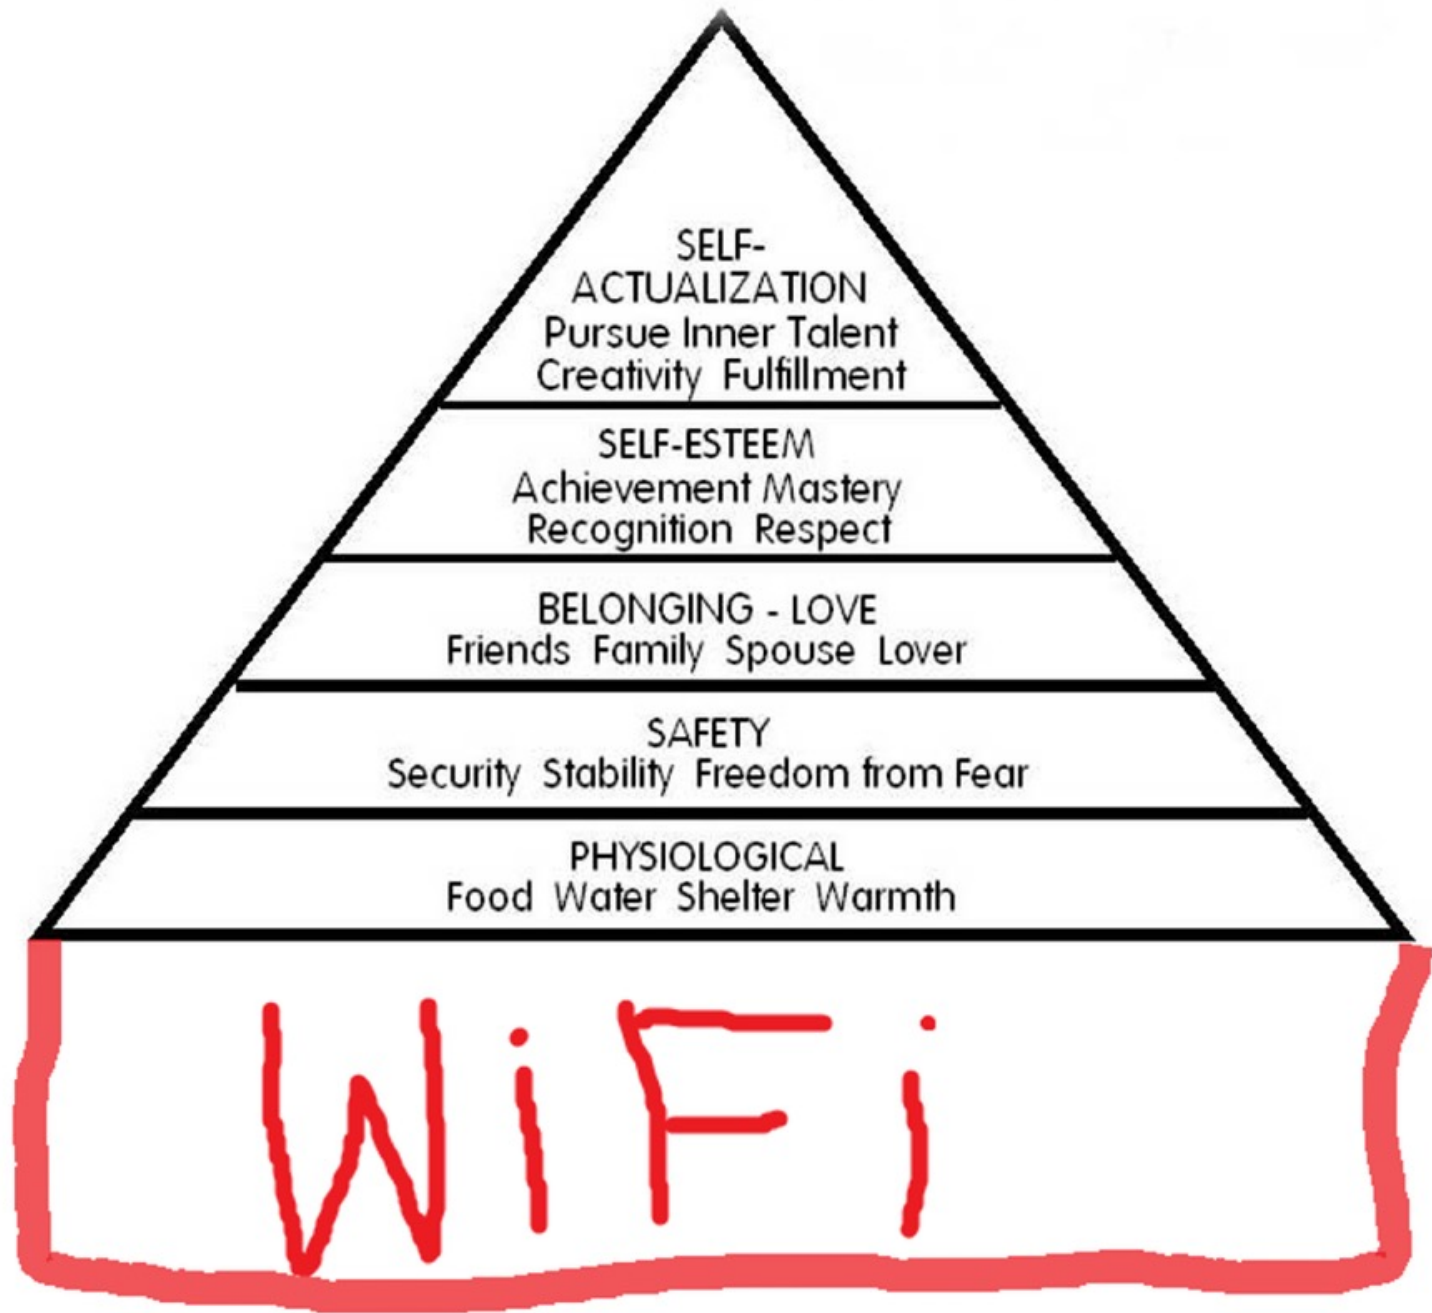 SELF-
ACTUALIZATION
Pursue Inner Talent
Creativity Fulfillment
SELF-ESTEEM
Achievement Mastery
Recognition Respect
BELONGING - LOVE
Friends Family Spouse Lover
SAFETY
Security Stability Freedom from Fear
PHYSIOLOGICAL
Food Water Shelter Warmth
WiFi